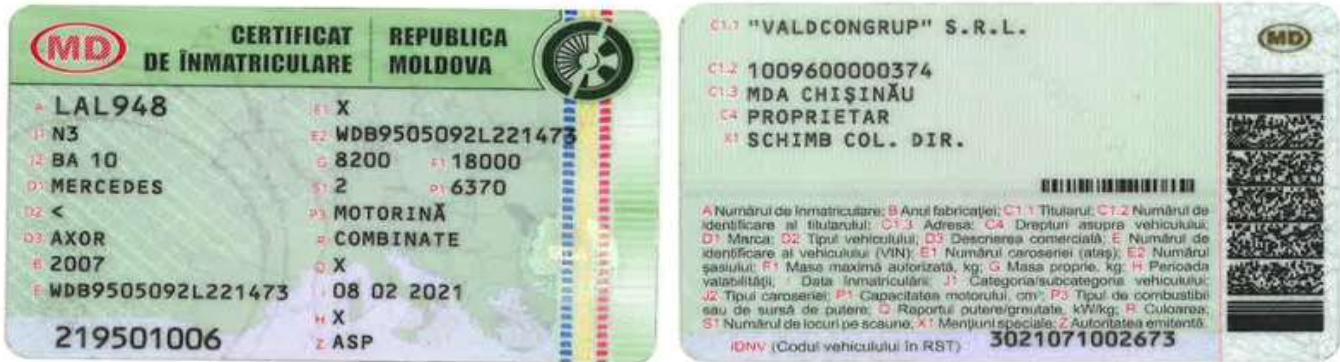 MD
CERTIFICAT
DE ÎNMATRICULARE
REPUBLICA
MOLDOVA
A LAL948
J1 N3
J2 BA 10
D1 MERCEDES
D2 <
D3 AXOR
B 2007
E WDB9505092L221473
219501006
E1 X
E2 WDB9505092L221473
G 8200 F1 18000
S1 2 P1 6370
P3 MOTORINĂ
R COMBINATE
Q X
I 08 02 2021
H X
Z ASP
C1.1 "VALDCONGRUP" S.R.L.
MD
C1.2 1009600000374
C1.3 MDA CHIŞINĂU
C4 PROPRIETAR
X1 SCHIMB COL. DIR.
A Numărul de înmatriculare; B Anul fabricaţiei; C1.1 Titularul; C1.2 Numărul de
identificare al titularului; C1.3 Adresa; C4 Drepturi asupra vehiculului;
D1 Marca; D2 Tipul vehiculului; D3 Descrierea comercială; E Numărul de
identificare al vehiculului (VIN); E1 Numărul caroseriei (ataş); E2 Numărul
şasiului; F1 Masa maximă autorizată, kg; G Masa proprie, kg; H Perioada
valabilităţii; I Data înmatriculării; J1 Categoria/subcategoria vehiculului;
J2 Tipul caroseriei; P1 Capacitatea motorului, cm³; P3 Tipul de combustibil
sau de sursă de putere; Q Raportul putere/greutate, kW/kg; R Culoarea;
S1 Numărul de locuri pe scaune; X1 Menţiuni speciale; Z Autoritatea emitentă.
IDNV (Codul vehiculului în RST) 3021071002673